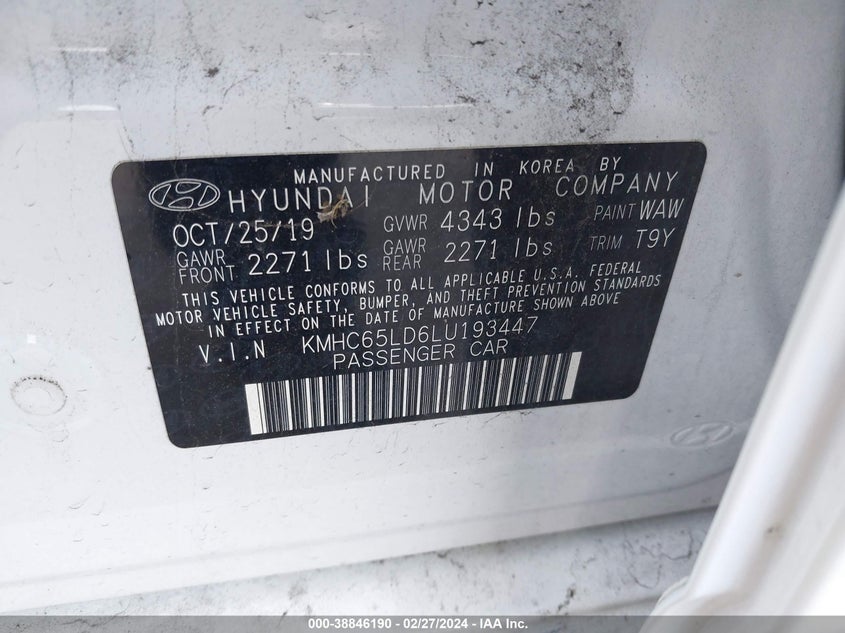 MANUFACTURED IN KOREA BY
HYUNDAI MOTOR COMPANY
OCT/25/19 GVWR 4343 lbs PAINT WAW
GAWR FRONT 2271 lbs GAWR REAR 2271 lbs TRIM T9Y
THIS VEHICLE CONFORMS TO ALL APPLICABLE U.S.A. FEDERAL
MOTOR VEHICLE SAFETY, BUMPER, AND THEFT PREVENTION STANDARDS
IN EFFECT ON THE DATE OF MANUFACTURE SHOWN ABOVE
V.I.N KMHC65LD6LU193447
PASSENGER CAR
000-38846190 - 02/27/2024 - IAA Inc.